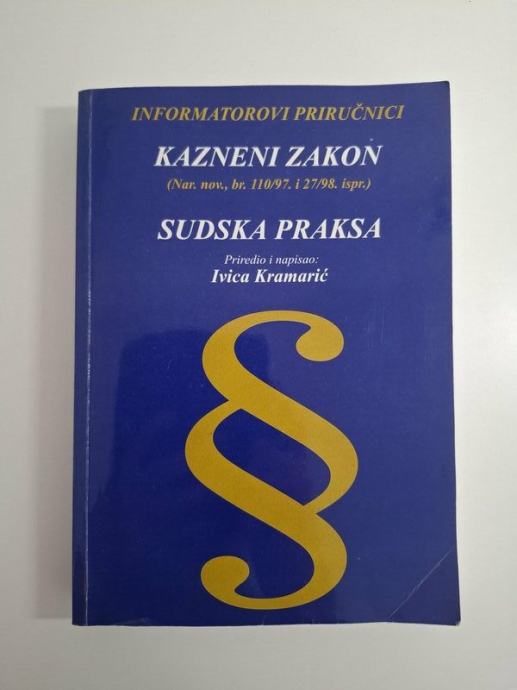 INFORMATOROVI PRIRUČNICI
KAZNENI ZAKON
(Nar. nov., br. 110/97. i 27/98. ispr.)
SUDSKA PRAKSA
Priredio i napisao:
Ivica Kramarić
§